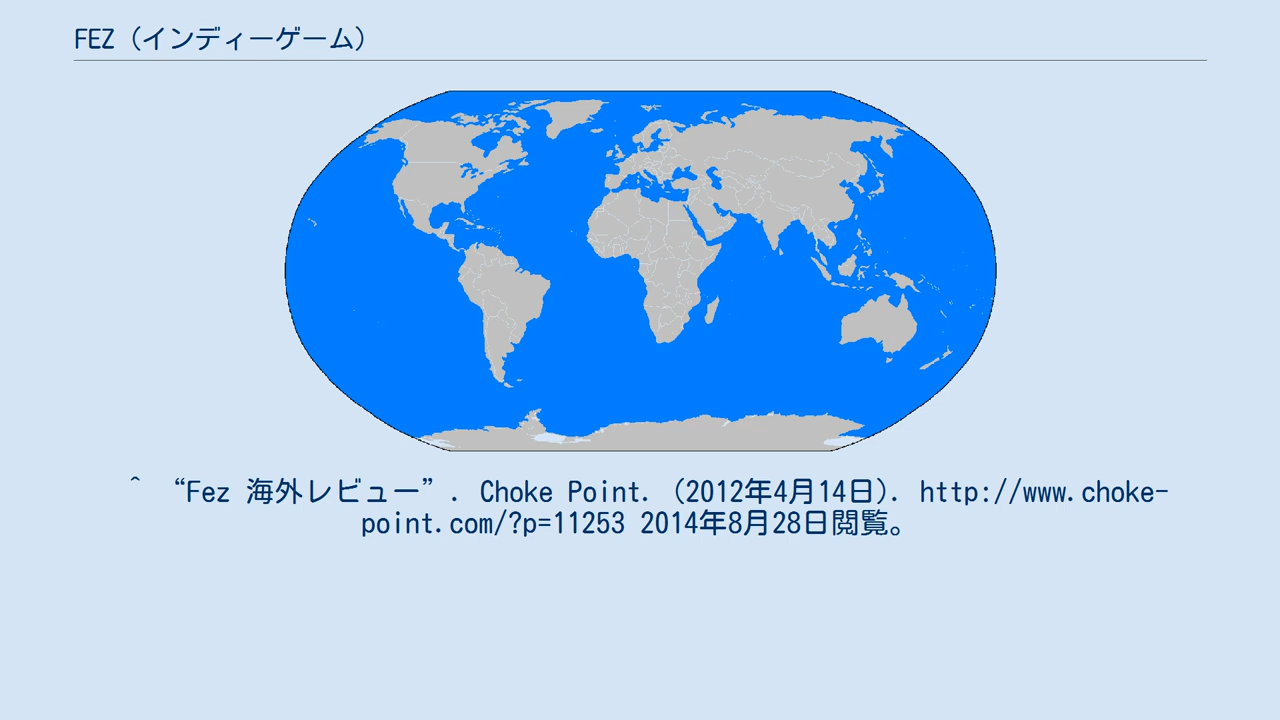 FEZ（インディーゲーム）
^ “Fez 海外レビュー”. Choke Point. (2012年4月14日). http://www.choke-
point.com/?p=11253 2014年8月28日閲覧。